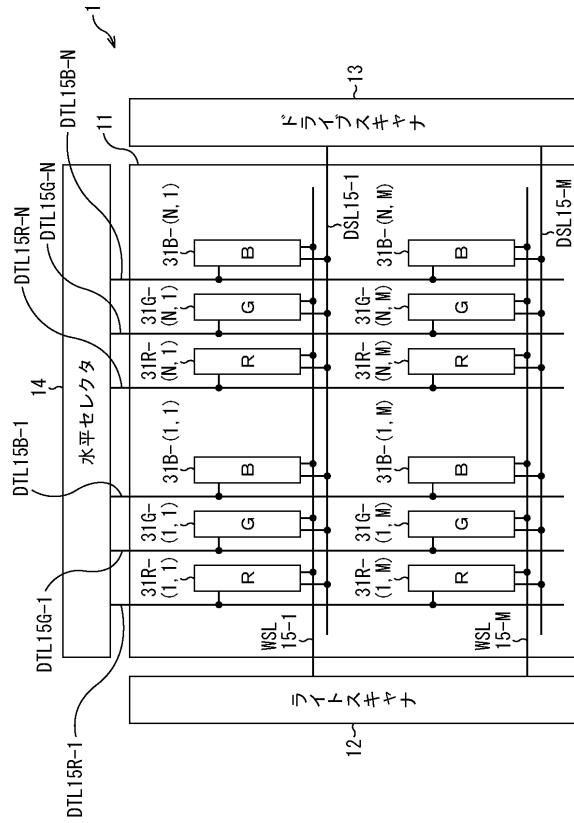 1
DTL15R-1
DTL15G-1
DTL15B-1
DTL15R-N
DTL15G-N
DTL15B-N
14
水平セレクタ
11
12
ライトスキャナ
13
ドライブスキャナ
31R-
(1, 1)
R
31G-
(1, 1)
G
31B-(1, 1)
B
31R-
(N, 1)
R
31G-
(N, 1)
G
31B-(N, 1)
B
WSL
15-1
DSL15-1
31R-
(1, M)
R
31G-
(1, M)
G
31B-(1, M)
B
31R-
(N, M)
R
31G-
(N, M)
G
31B-(N, M)
B
WSL
15-M
DSL15-M